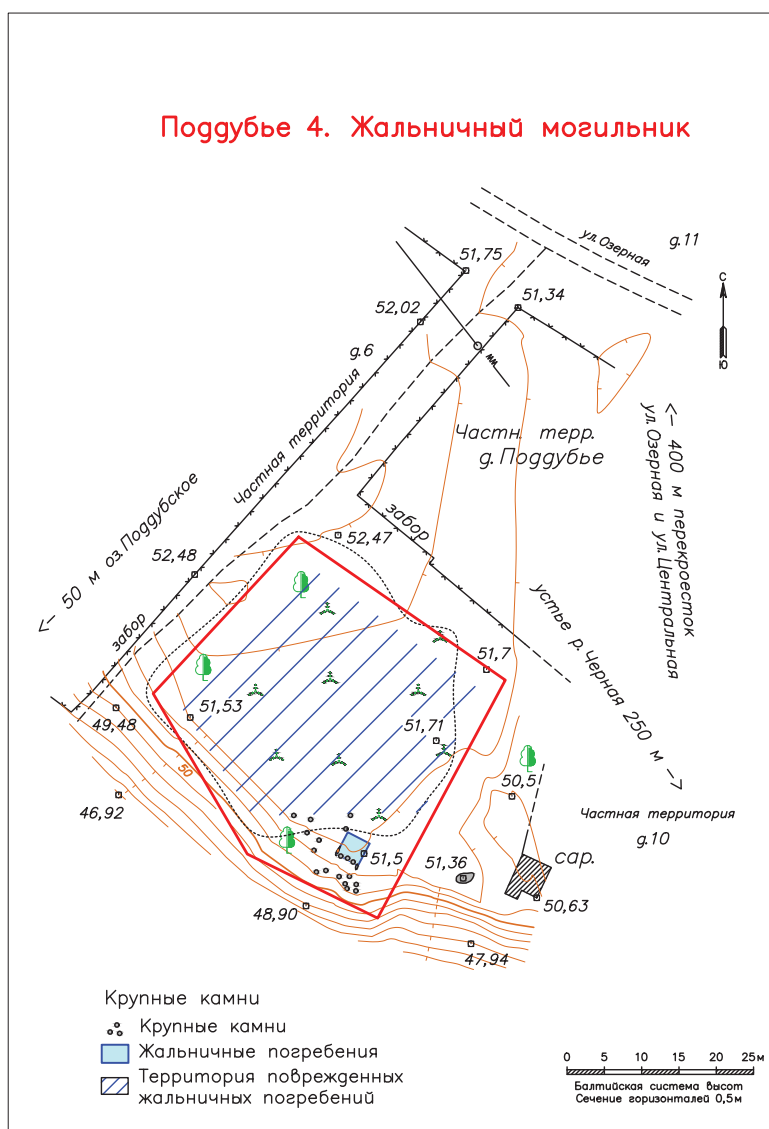 Поддубье 4. Жальничный могильник
ул. Озерная
д.11
51,75
51,34
52,02
С
Ю
мм
д.6
Частная территория
Частн. терр.
д. Поддубье
<— 400 м перекроесток
ул.Озерная и ул.Центральная
забор
52,47
<— 50 м оз.Поддубское
52,48
забор
устье р. Черная 250 м —>
51,7
51,53
49,48
51,71
50
46,92
50,5
Частная территория
д.10
51,5
51,36
сар.
50,63
48,90
47,94
Крупные камни
Крупные камни
Жальничные погребения
Территория поврежденных
жальничных погребений
0 5 10 15 20 25м
Балтийская система высот
Сечение горизонталей 0,5м